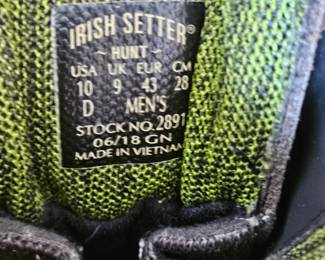 IRISH SETTER®
~ HUNT ~
USA UK EUR CM
10 9 43 28
D MEN'S
STOCK NO. 2891
06/18 GN
MADE IN VIETNAM